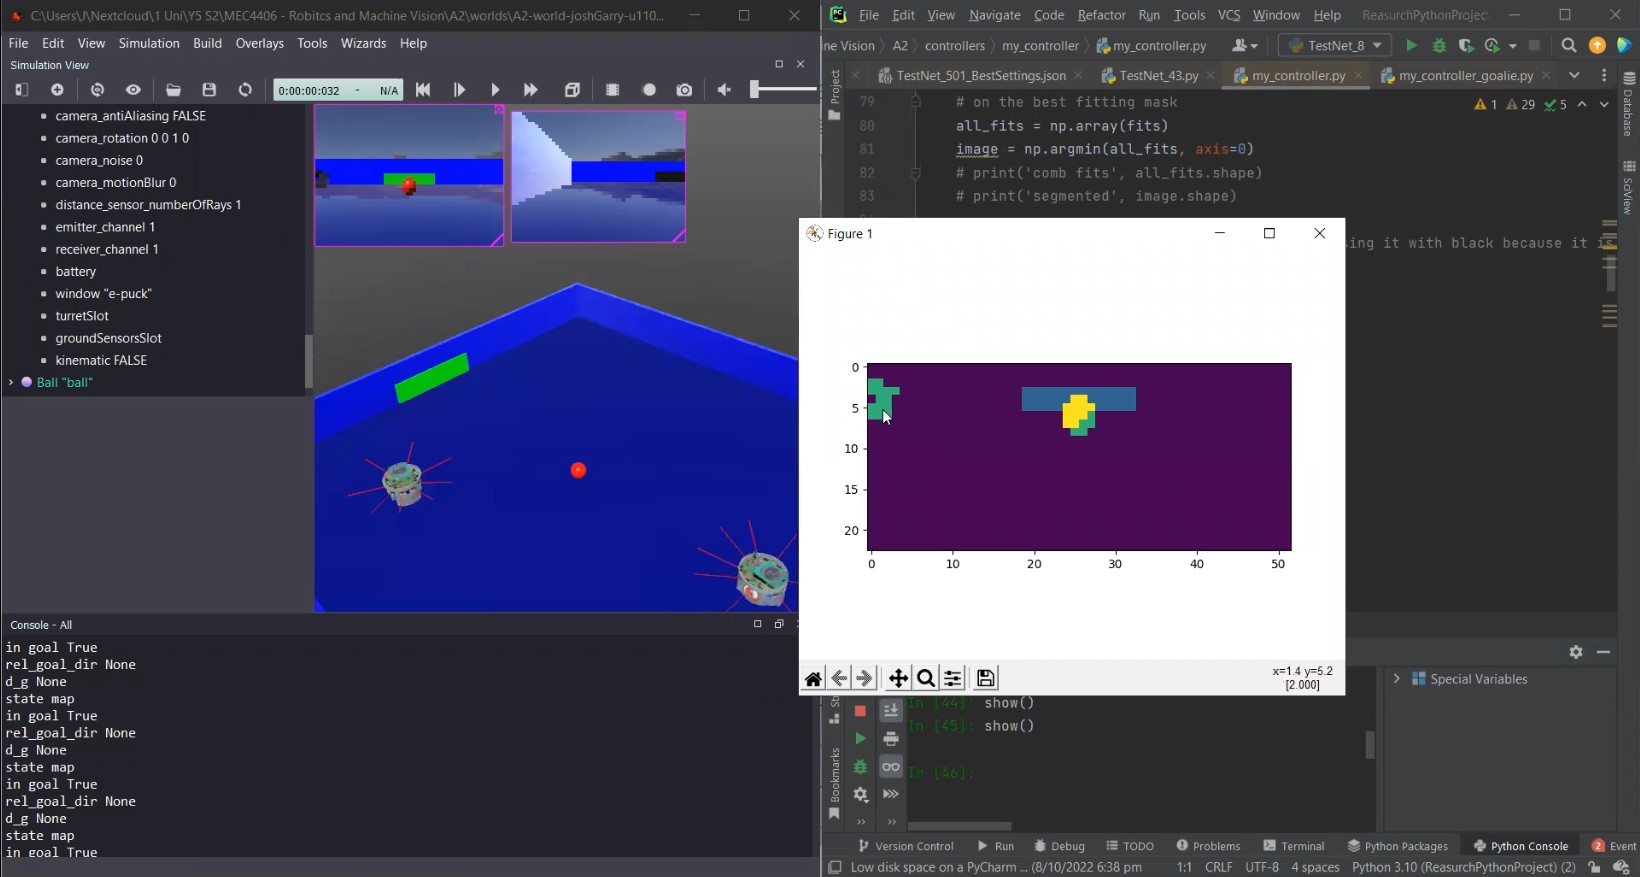 C:\Users\J\Nextcloud\1 Uni\Y5 S2\MEC4406 - Robitcs and Machine Vision\A2\worlds\A2-world-joshGarry-u110...
File Edit View Simulation Build Overlays Tools Wizards Help
Simulation View
0:00:00:032 - N/A
camera_antiAliasing FALSE
camera_rotation 0 0 1 0
camera_noise 0
camera_motionBlur 0
distance_sensor_numberOfRays 1
emitter_channel 1
receiver_channel 1
battery
window "e-puck"
turretSlot
groundSensorsSlot
kinematic FALSE
Ball "ball"
Console - All
in goal True
rel_goal_dir None
d_g None
state map
in goal True
rel_goal_dir None
d_g None
state map
in goal True
rel_goal_dir None
d_g None
state map
in goal True
PC File Edit View Navigate Code Refactor Run Tools VCS Window Help ReasurchPythonProjec
ine Vision A2 controllers my_controller my_controller.py TestNet_8
Project
TestNet_501_BestSettings.json TestNet_43.py my_controller.py my_controller_goalie.py
1 29 5
79 # on the best fitting mask
80 all_fits = np.array(fits)
81 image = np.argmin(all_fits, axis=0)
82 # print('comb fits', all_fits.shape)
83 # print('segmented', image.shape)
ing it with black because it is
Database
SciView
Figure 1
0
5
10
15
20
0 10 20 30 40 50
x=1.4 y=5.2
[2.000]
In [44]: show()
In [45]: show()
In [46]:
Special Variables
Bookmarks
Version Control Run Debug TODO Problems Terminal Python Packages Python Console 2 Event
Low disk space on a PyCharm ... (8/10/2022 6:38 pm 1:1 CRLF UTF-8 4 spaces Python 3.10 (ReasurchPythonProject) (2)